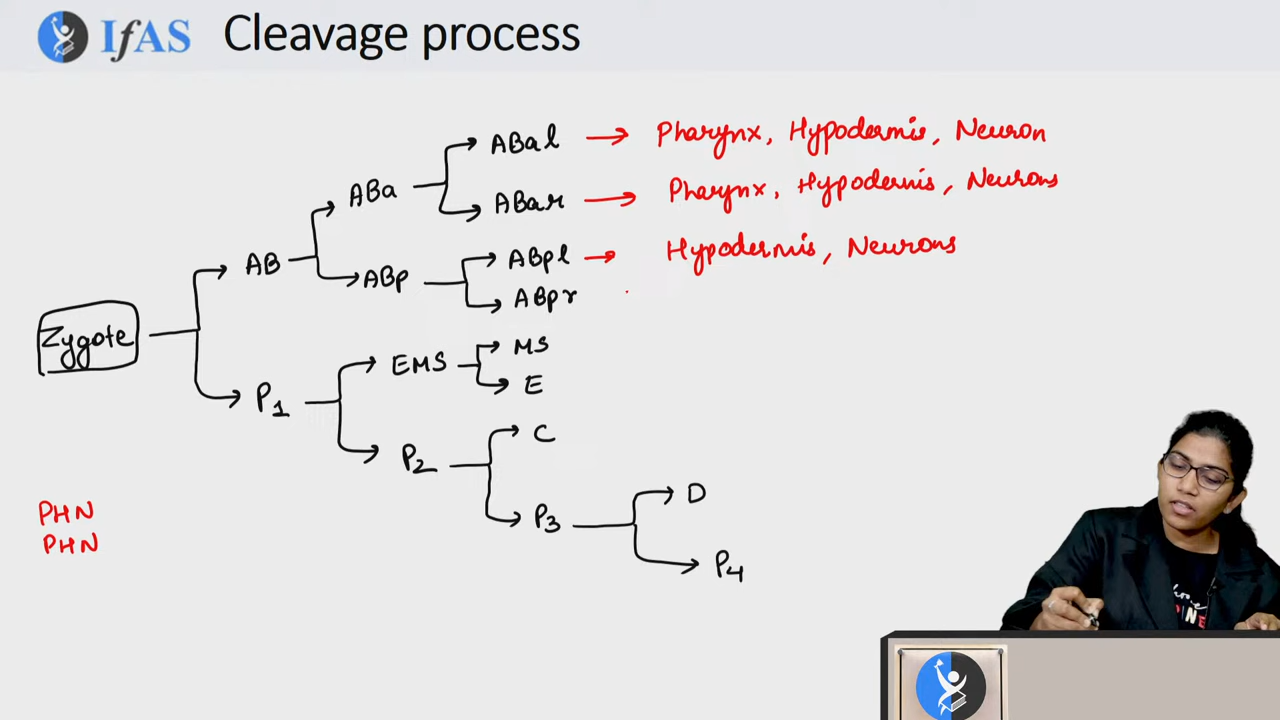 IfAS Cleavage process
ABal → Pharynx, Hypodermis, Neuron
ABa
ABar → Pharynx, Hypodermis, Neurons
AB
ABpl → Hypodermis, Neurons
ABp
ABpr
Zygote
MS
EMS
E
P1
C
P2
D
P3
P4
PHN
PHN